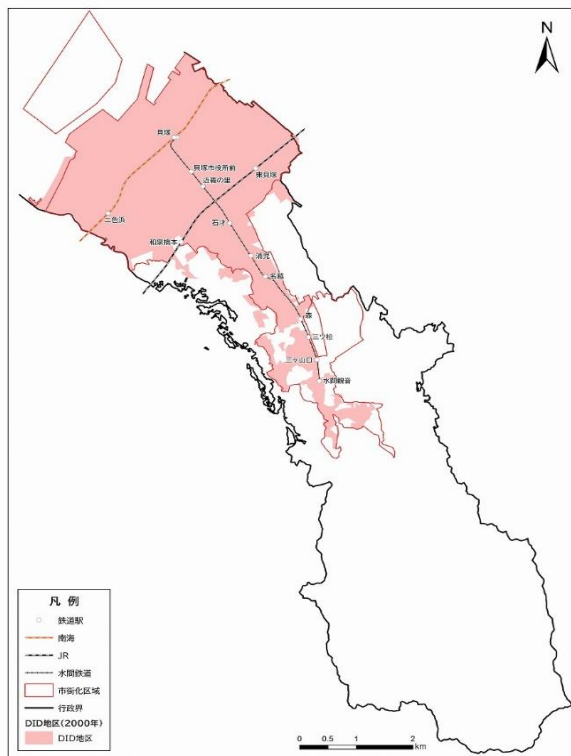 N
貝塚
貝塚市役所前
近義の里
東貝塚
石才
二色浜
和泉橋本
清児
名越
森
三ツ松
三ケ山口
水間観音
凡 例
鉄道駅
南海
JR
水間鉄道
市街化区域
行政界
DID地区(2000年)
DID地区
0 0.5 1 2
km